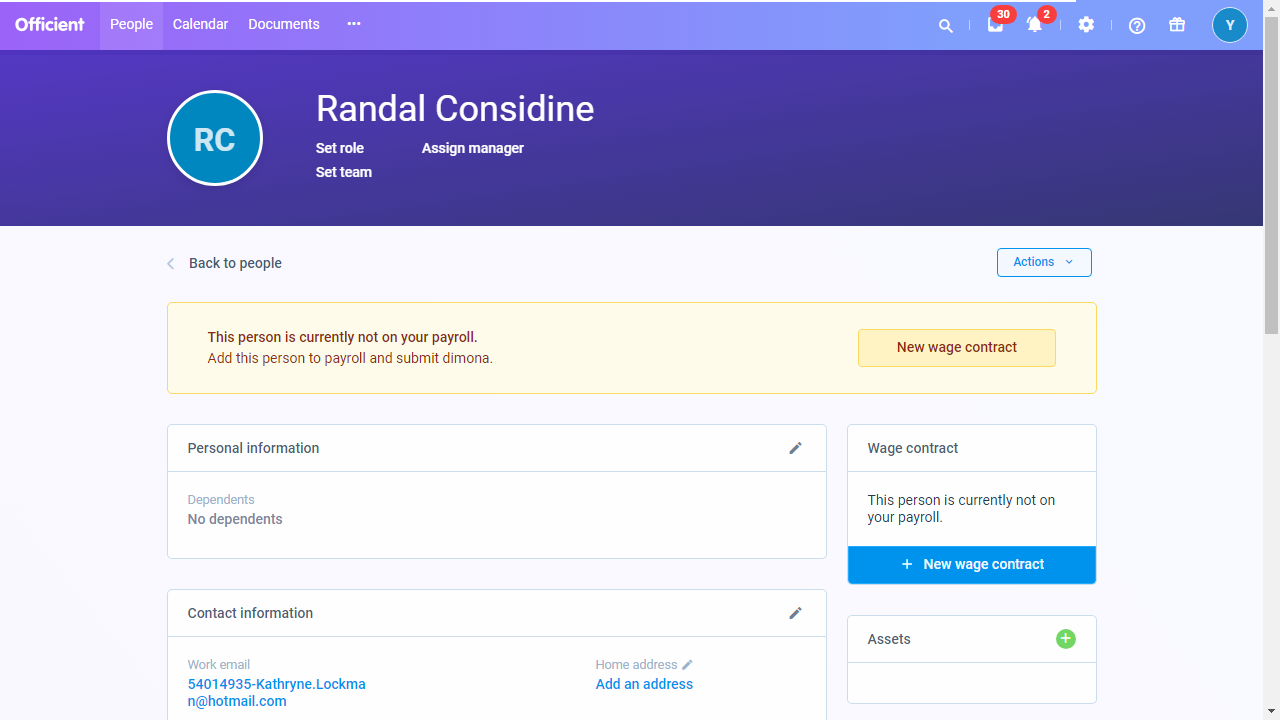 Officient People Calendar Documents ••• 30 2 Y
RC
Randal Considine
Set role Assign manager
Set team
Back to people Actions
This person is currently not on your payroll.
Add this person to payroll and submit dimona.
New wage contract
Personal information
Dependents
No dependents
Wage contract
This person is currently not on
your payroll.
+ New wage contract
Contact information
Work email
54014935-Kathryne.Lockma
n@hotmail.com
Home address
Add an address
Assets